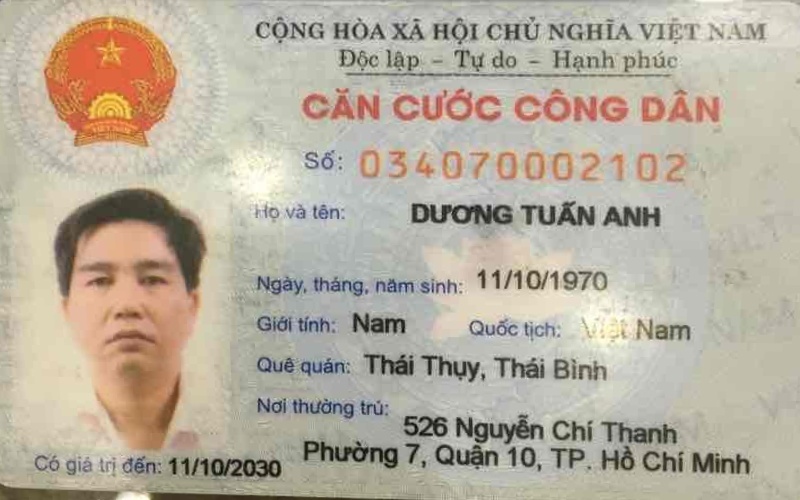 CỘNG HÒA XÃ HỘI CHỦ NGHĨA VIỆT NAM
Độc lập - Tự do - Hạnh phúc
CĂN CƯỚC CÔNG DÂN
Số: 034070002102
Họ và tên: DƯƠNG TUẤN ANH
Ngày, tháng, năm sinh: 11/10/1970
Giới tính: Nam Quốc tịch: Việt Nam
Quê quán: Thái Thụy, Thái Bình
Nơi thường trú: 526 Nguyễn Chí Thanh
Phường 7, Quận 10, TP. Hồ Chí Minh
Có giá trị đến: 11/10/2030
VIỆT NAM